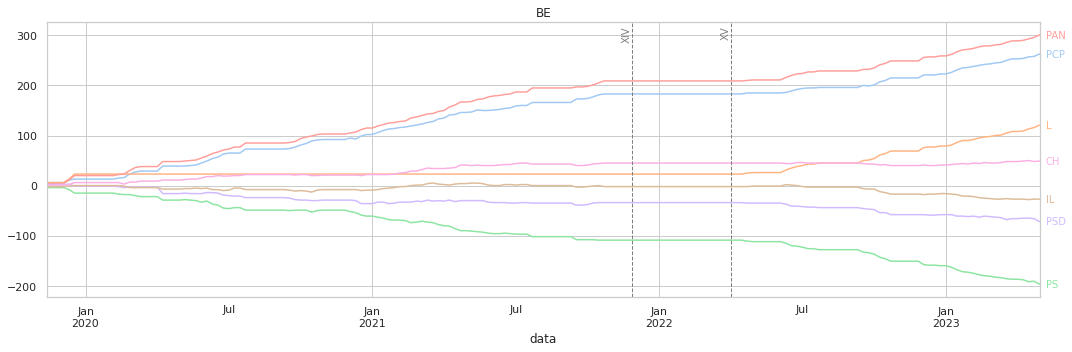 BE
300
200
100
0
−100
−200
XIV
XV
PAN
PCP
L
CH
IL
PSD
PS
Jan
2020
Jul
Jan
2021
Jul
Jan
2022
Jul
Jan
2023
data